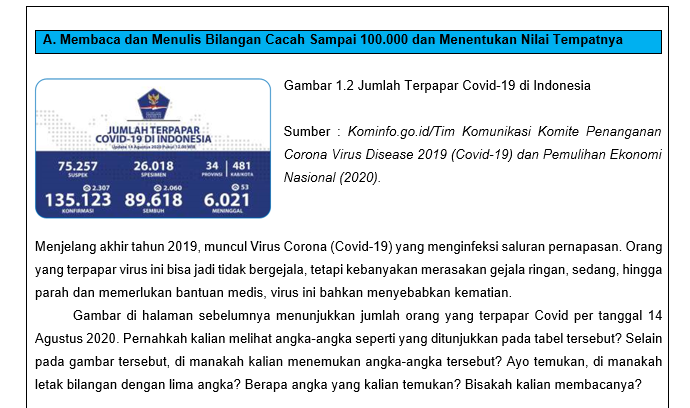 A. Membaca dan Menulis Bilangan Cacah Sampai 100.000 dan Menentukan Nilai Tempatnya
JUMLAH TERPAPAR
COVID-19 DI INDONESIA
Update 14 Agustus 2020 Pukul 12.00 WIB
75.257
SUSPEK
26.018
SPESIMEN
34
PROVINSI
481
KAB/KOTA
2.307
135.123
KONFIRMASI
2.060
89.618
SEMBUH
53
6.021
MENINGGAL
Gambar 1.2 Jumlah Terpapar Covid-19 di Indonesia
Sumber : Kominfo.go.id/Tim Komunikasi Komite Penanganan
Corona Virus Disease 2019 (Covid-19) dan Pemulihan Ekonomi
Nasional (2020).
Menjelang akhir tahun 2019, muncul Virus Corona (Covid-19) yang menginfeksi saluran pernapasan. Orang
yang terpapar virus ini bisa jadi tidak bergejala, tetapi kebanyakan merasakan gejala ringan, sedang, hingga
parah dan memerlukan bantuan medis, virus ini bahkan menyebabkan kematian.
Gambar di halaman sebelumnya menunjukkan jumlah orang yang terpapar Covid per tanggal 14
Agustus 2020. Pernahkah kalian melihat angka-angka seperti yang ditunjukkan pada tabel tersebut? Selain
pada gambar tersebut, di manakah kalian menemukan angka-angka tersebut? Ayo temukan, di manakah
letak bilangan dengan lima angka? Berapa angka yang kalian temukan? Bisakah kalian membacanya?